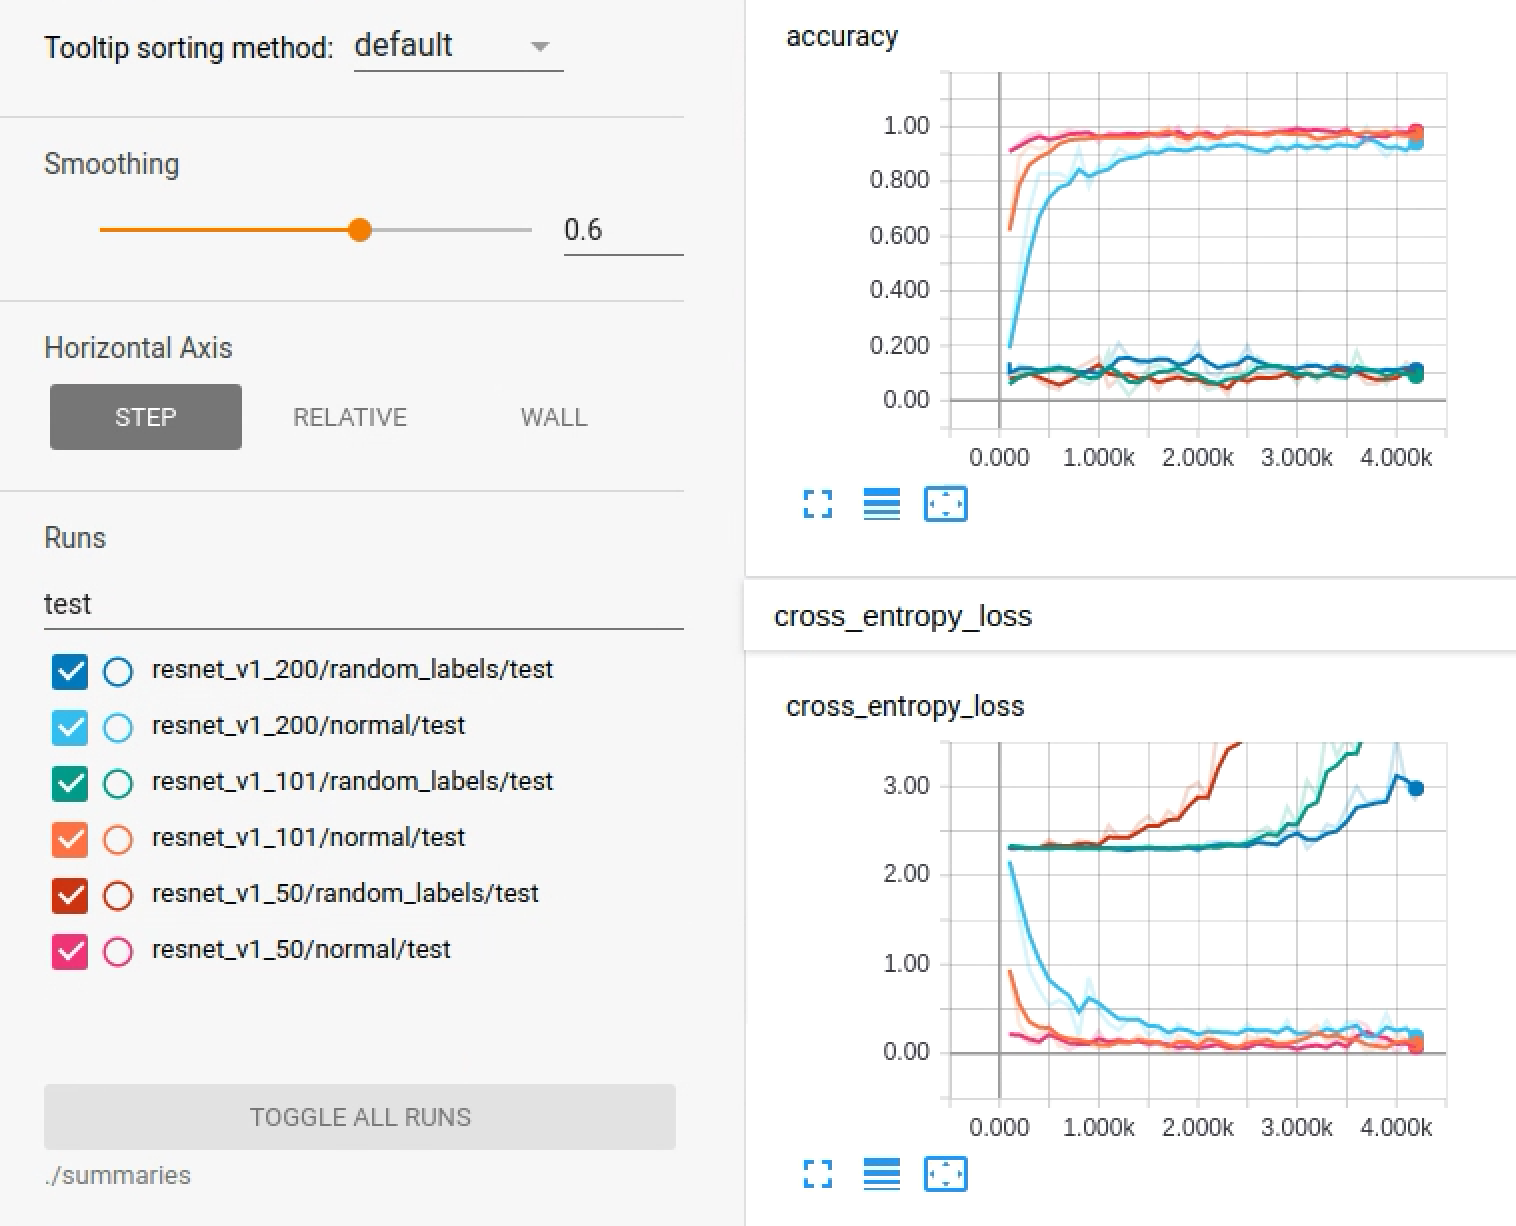 Tooltip sorting method: default
Smoothing
0.6
Horizontal Axis
STEP RELATIVE WALL
Runs
test
resnet_v1_200/random_labels/test
resnet_v1_200/normal/test
resnet_v1_101/random_labels/test
resnet_v1_101/normal/test
resnet_v1_50/random_labels/test
resnet_v1_50/normal/test
TOGGLE ALL RUNS
./summaries
accuracy
1.00
0.800
0.600
0.400
0.200
0.00
0.000 1.000k 2.000k 3.000k 4.000k
cross_entropy_loss
cross_entropy_loss
3.00
2.00
1.00
0.00
0.000 1.000k 2.000k 3.000k 4.000k